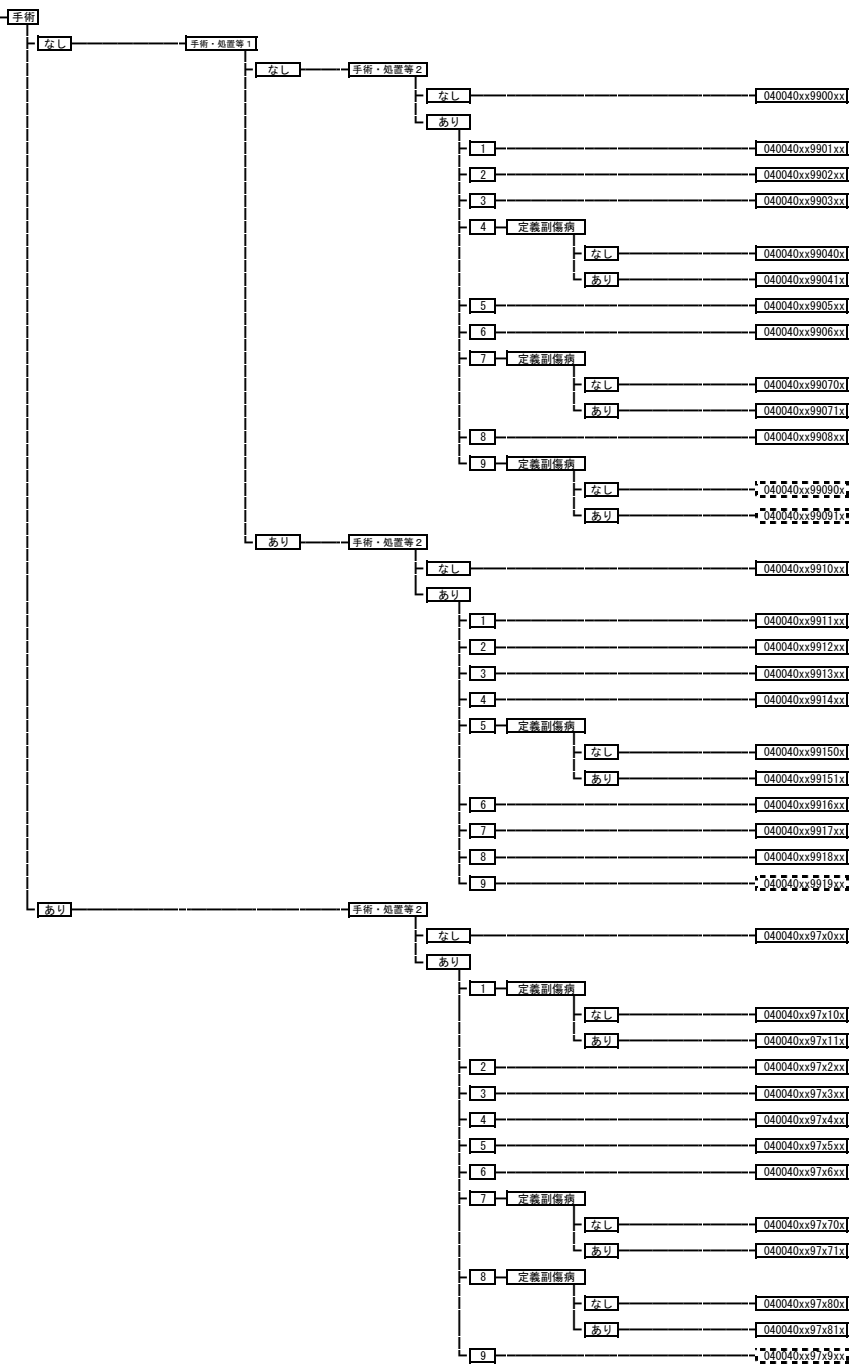 手術
なし 手術・処置等1
なし 手術・処置等2
なし 040040xx9900xx
あり
1 040040xx9901xx
2 040040xx9902xx
3 040040xx9903xx
4 定義副傷病
なし 040040xx99040x
あり 040040xx99041x
5 040040xx9905xx
6 040040xx9906xx
7 定義副傷病
なし 040040xx99070x
あり 040040xx99071x
8 040040xx9908xx
9 定義副傷病
なし 040040xx99090x
あり 040040xx99091x
あり 手術・処置等2
なし 040040xx9910xx
あり
1 040040xx9911xx
2 040040xx9912xx
3 040040xx9913xx
4 040040xx9914xx
5 定義副傷病
なし 040040xx99150x
あり 040040xx99151x
6 040040xx9916xx
7 040040xx9917xx
8 040040xx9918xx
9 040040xx9919xx
あり 手術・処置等2
なし 040040xx97x0xx
あり
1 定義副傷病
なし 040040xx97x10x
あり 040040xx97x11x
2 040040xx97x2xx
3 040040xx97x3xx
4 040040xx97x4xx
5 040040xx97x5xx
6 040040xx97x6xx
7 定義副傷病
なし 040040xx97x70x
あり 040040xx97x71x
8 定義副傷病
なし 040040xx97x80x
あり 040040xx97x81x
9 040040xx97x9xx